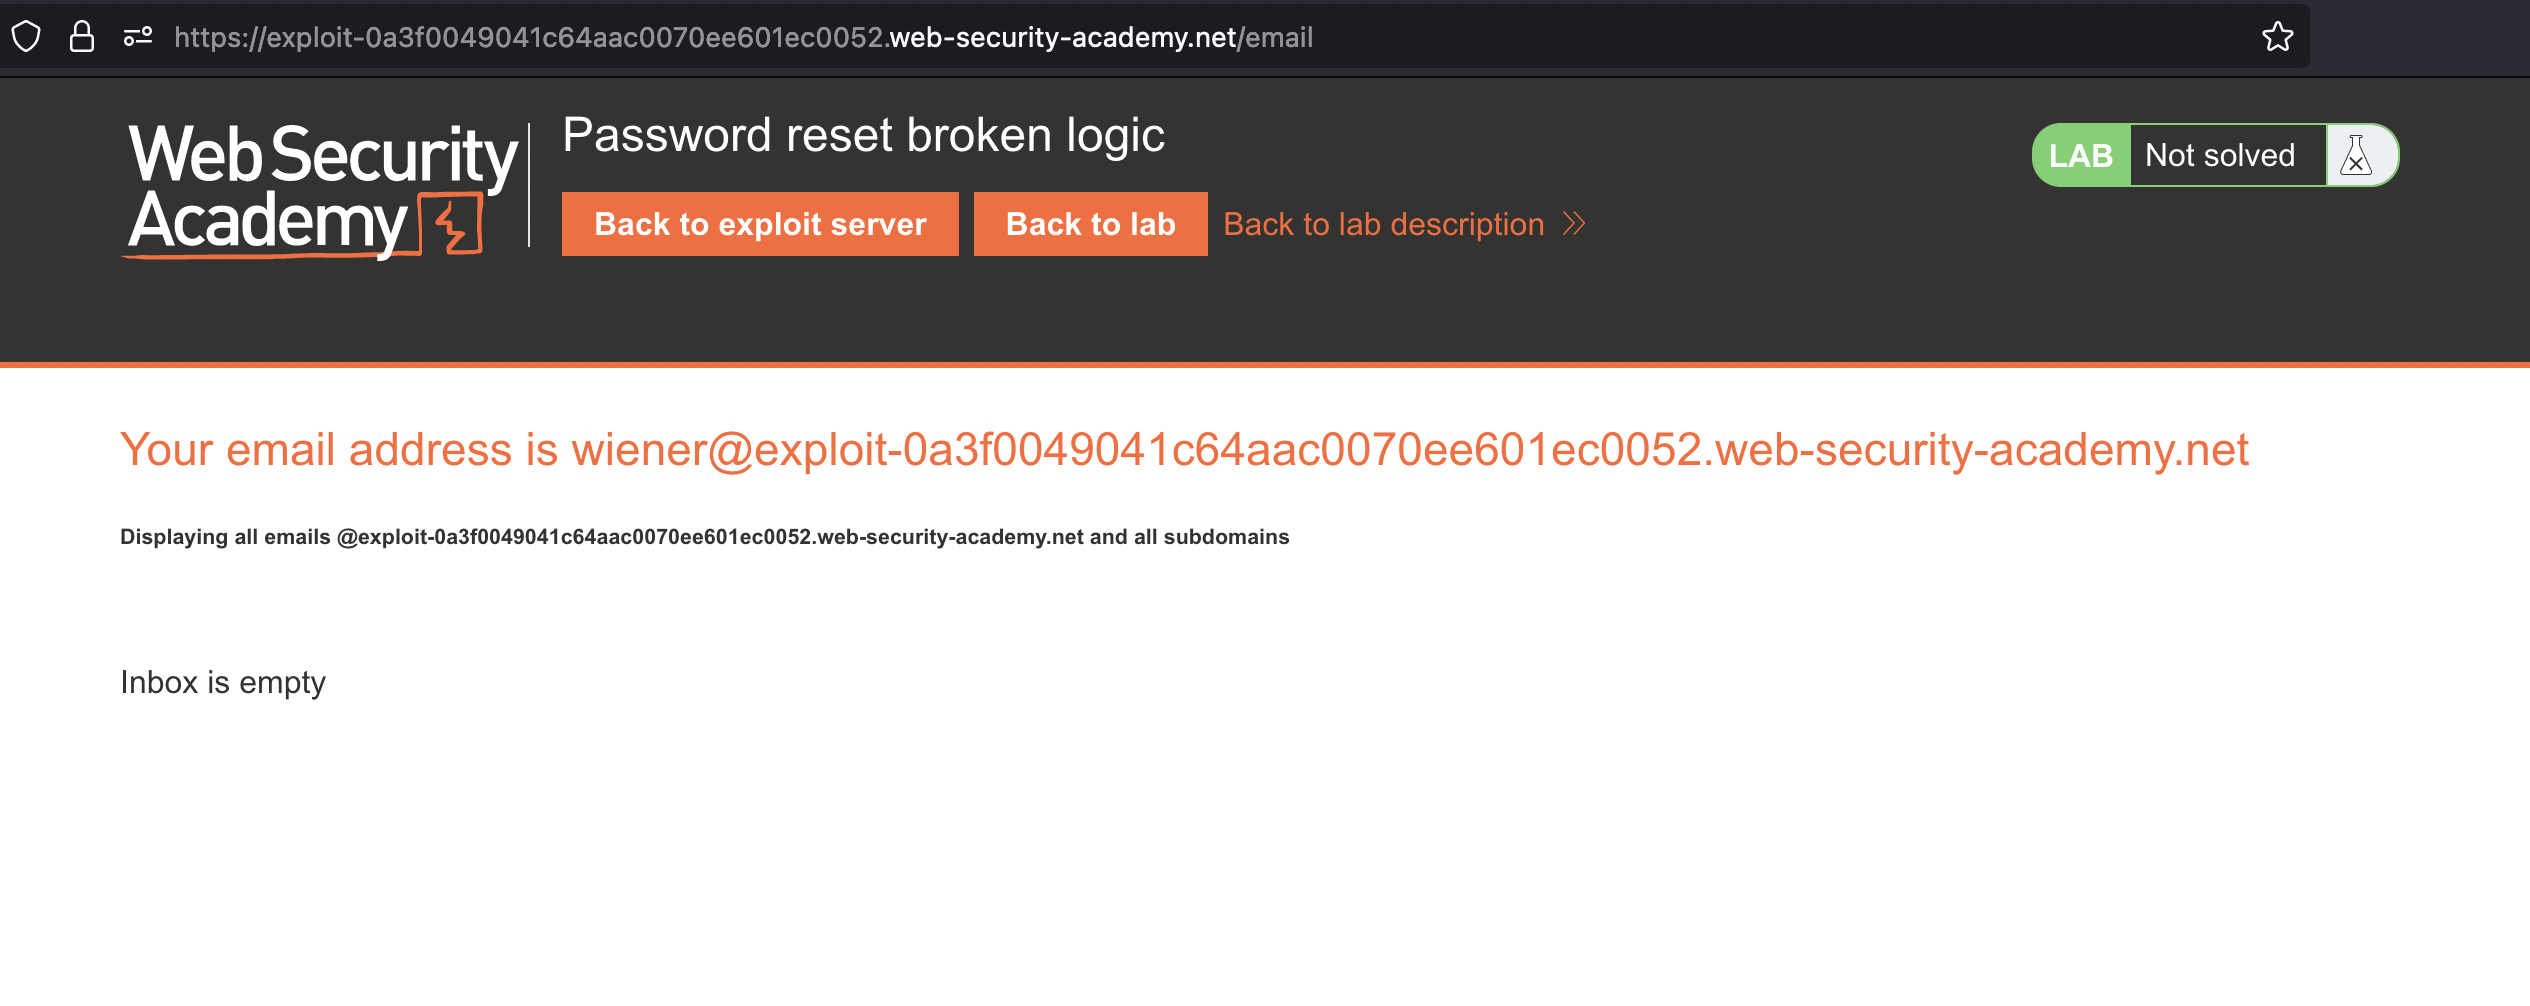 https://exploit-0a3f0049041c64aac0070ee601ec0052.web-security-academy.net/email
Web Security
Academy
Password reset broken logic
Back to exploit server
Back to lab
Back to lab description
LAB
Not solved
Your email address is wiener@exploit-0a3f0049041c64aac0070ee601ec0052.web-security-academy.net
Displaying all emails @exploit-0a3f0049041c64aac0070ee601ec0052.web-security-academy.net and all subdomains
Inbox is empty